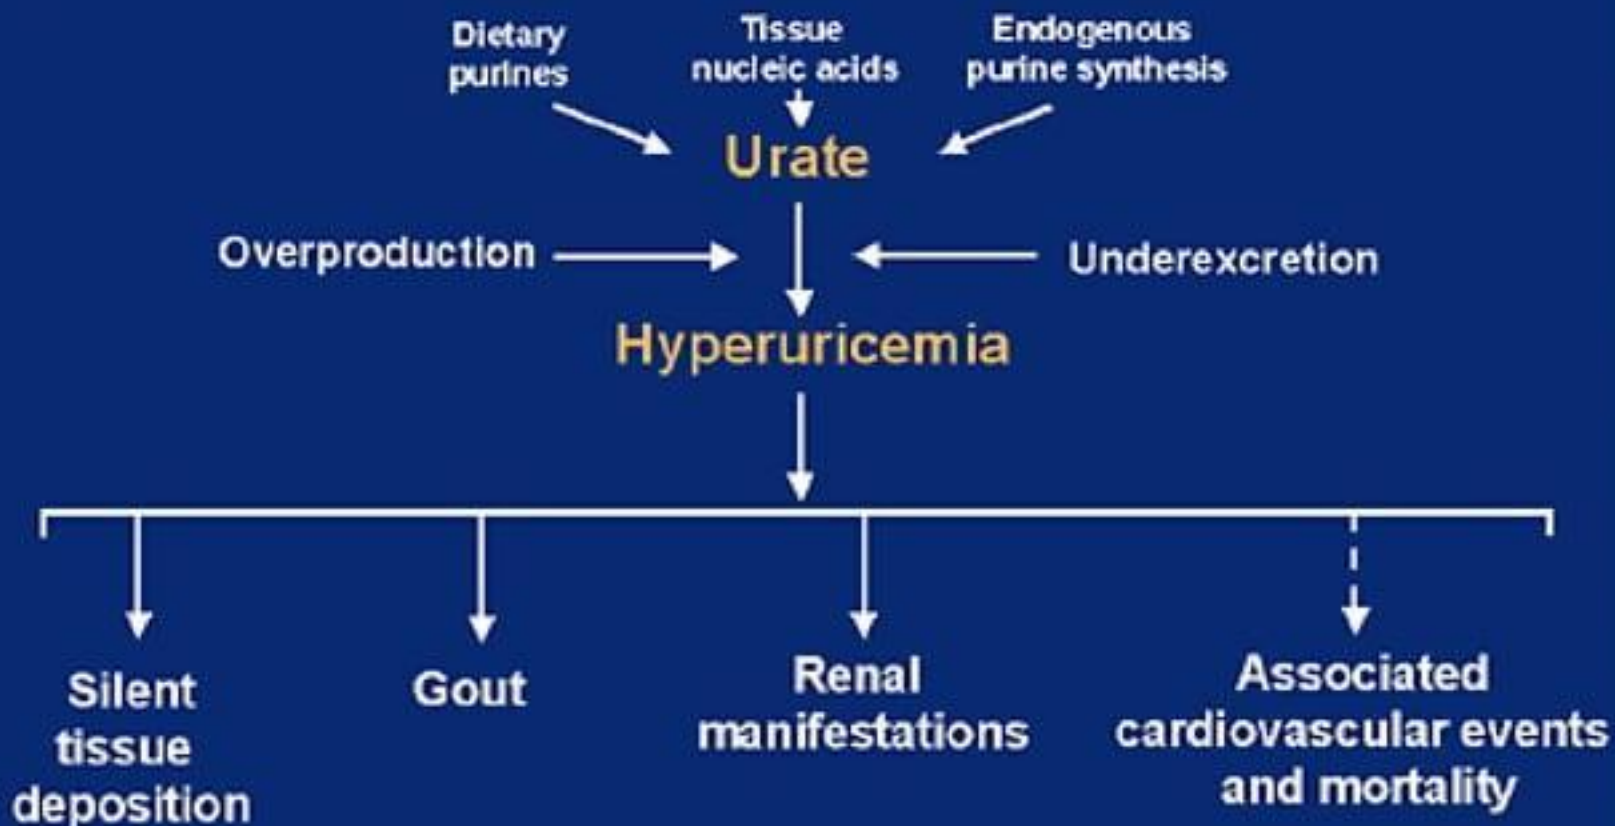 Dietary
purines
Tissue
nucleic acids
Endogenous
purine synthesis
Urate
Overproduction
Underexcretion
Hyperuricemia
Silent
tissue
deposition
Gout
Renal
manifestations
Associated
cardiovascular events
and mortality